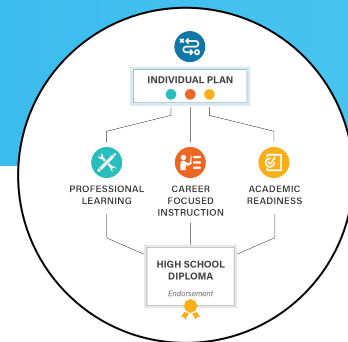 INDIVIDUAL PLAN
PROFESSIONAL
LEARNING
CAREER
FOCUSED
INSTRUCTION
ACADEMIC
READINESS
HIGH SCHOOL
DIPLOMA
Endorsement